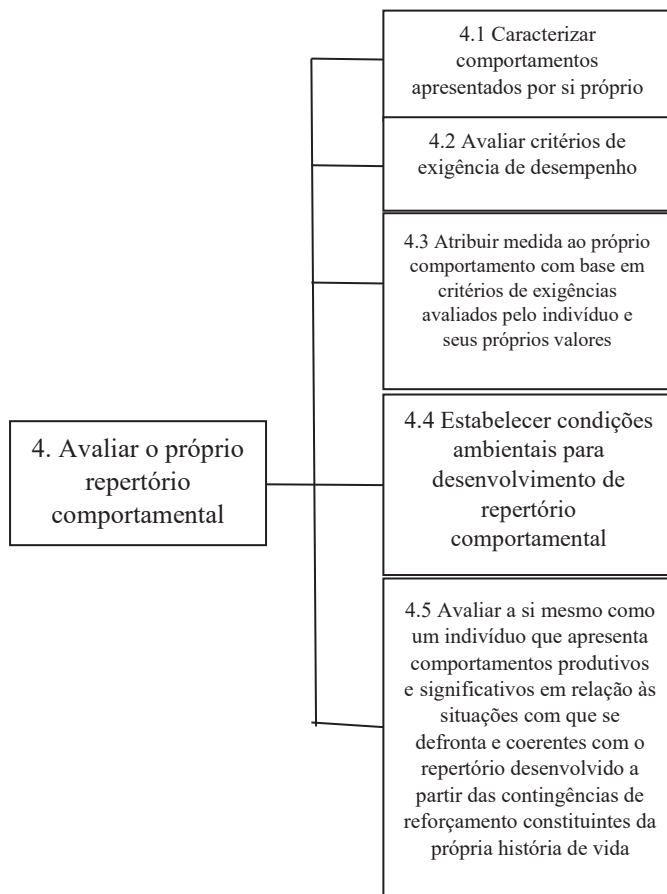 4.1 Caracterizar
comportamentos
apresentados por si próprio
4.2 Avaliar critérios de
exigência de desempenho
4.3 Atribuir medida ao próprio
comportamento com base em
critérios de exigências
avaliados pelo indivíduo e
seus próprios valores
4. Avaliar o próprio
repertório
comportamental
4.4 Estabelecer condições
ambientais para
desenvolvimento de
repertório
comportamental
4.5 Avaliar a si mesmo como
um indivíduo que apresenta
comportamentos produtivos
e significativos em relação às
situações com que se
defronta e coerentes com o
repertório desenvolvido a
partir das contingências de
reforçamento constituintes da
própria história de vida